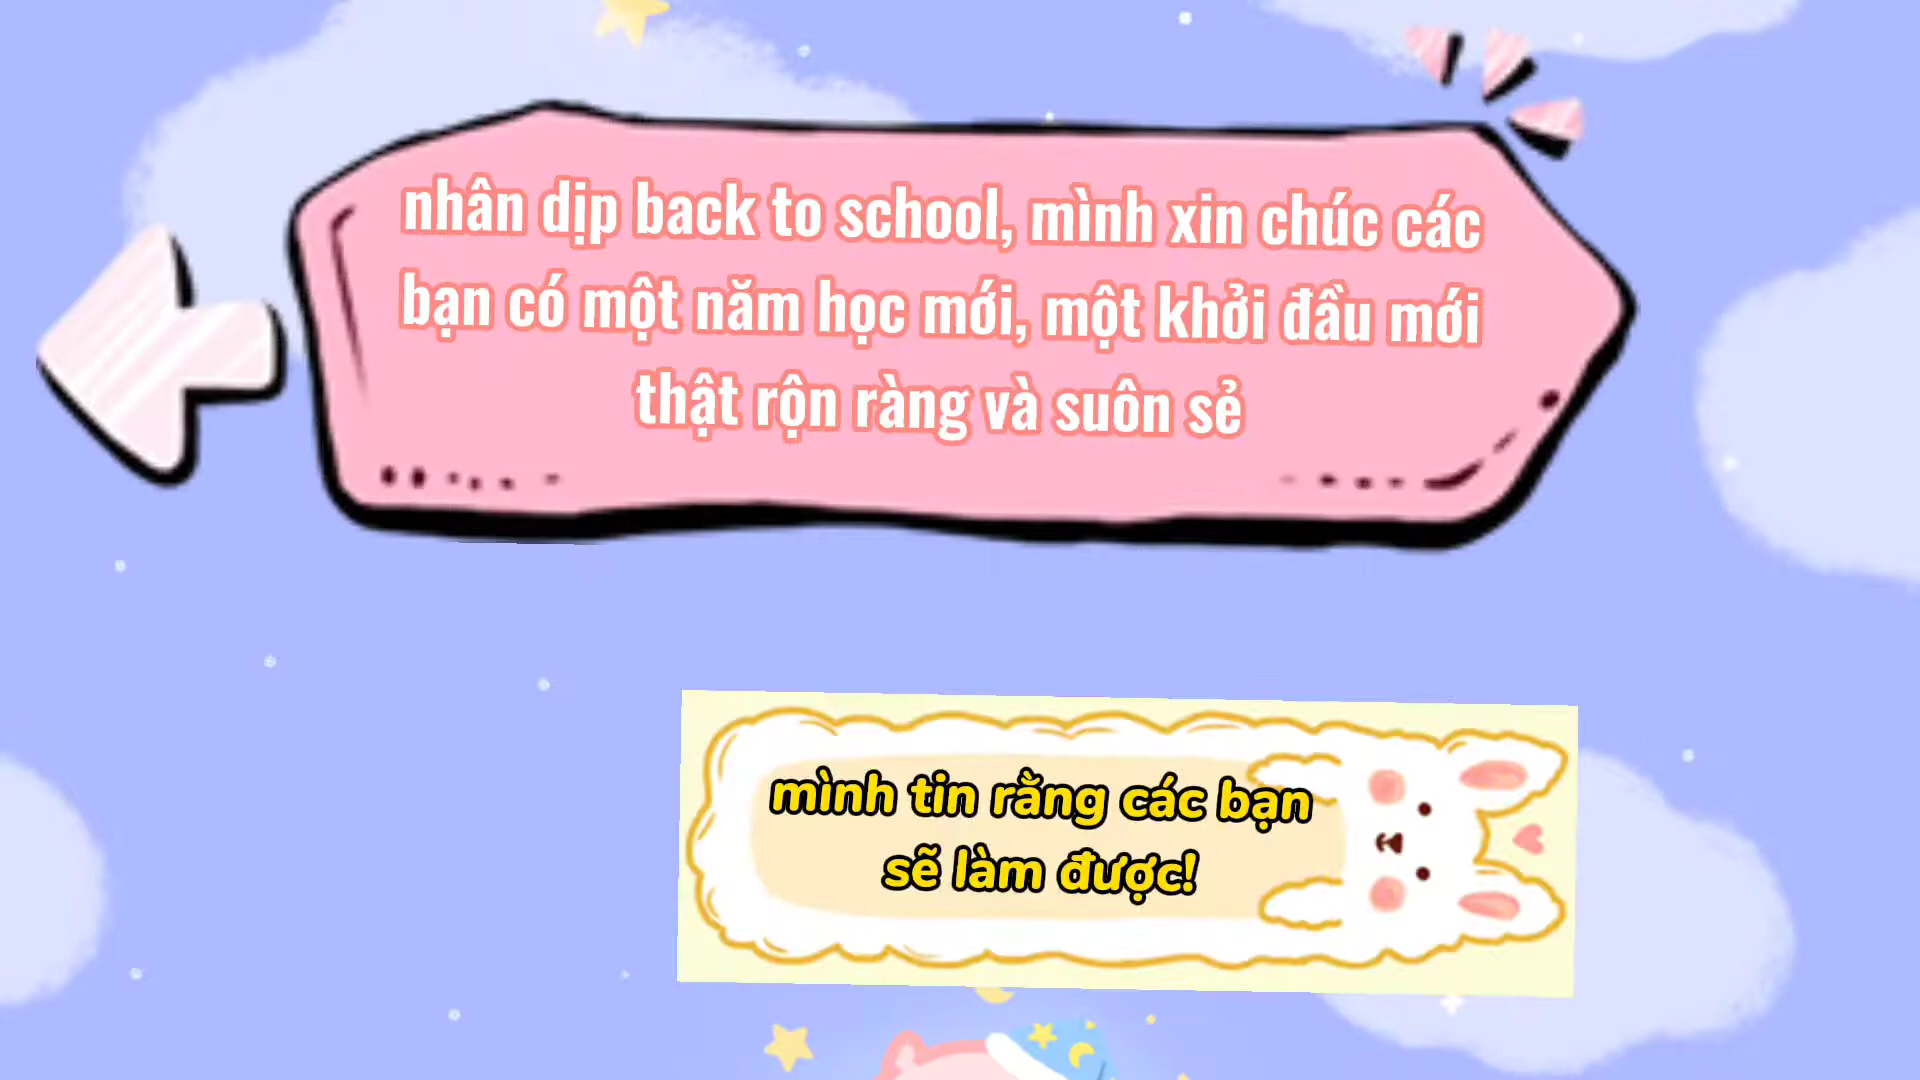 nhân dịp back to school, mình xin chúc các
bạn có một năm học mới, một khởi đầu mới
thật rộn ràng và suôn sẻ
mình tin rằng các bạn
sẽ làm được!